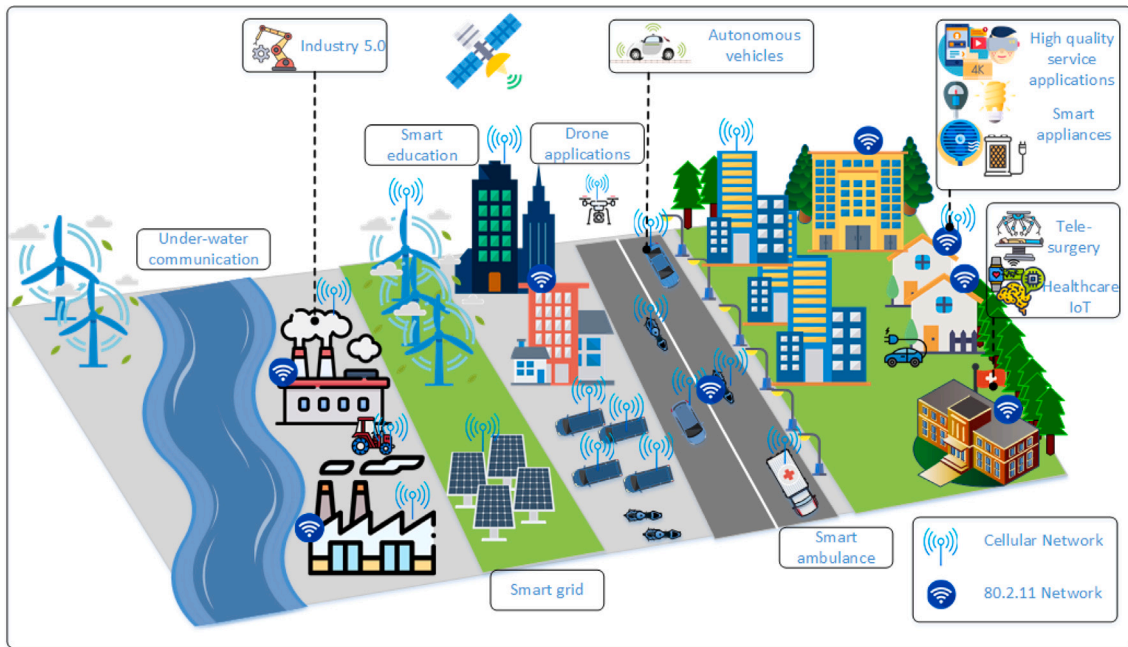 Industry 5.0
Autonomous
vehicles
High quality
service
applications
4K
Smart
appliances
Smart
education
Drone
applications
Under-water
communication
Tele-
surgery
Healthcare
IoT
Smart grid
Smart
ambulance
Cellular Network
80.2.11 Network